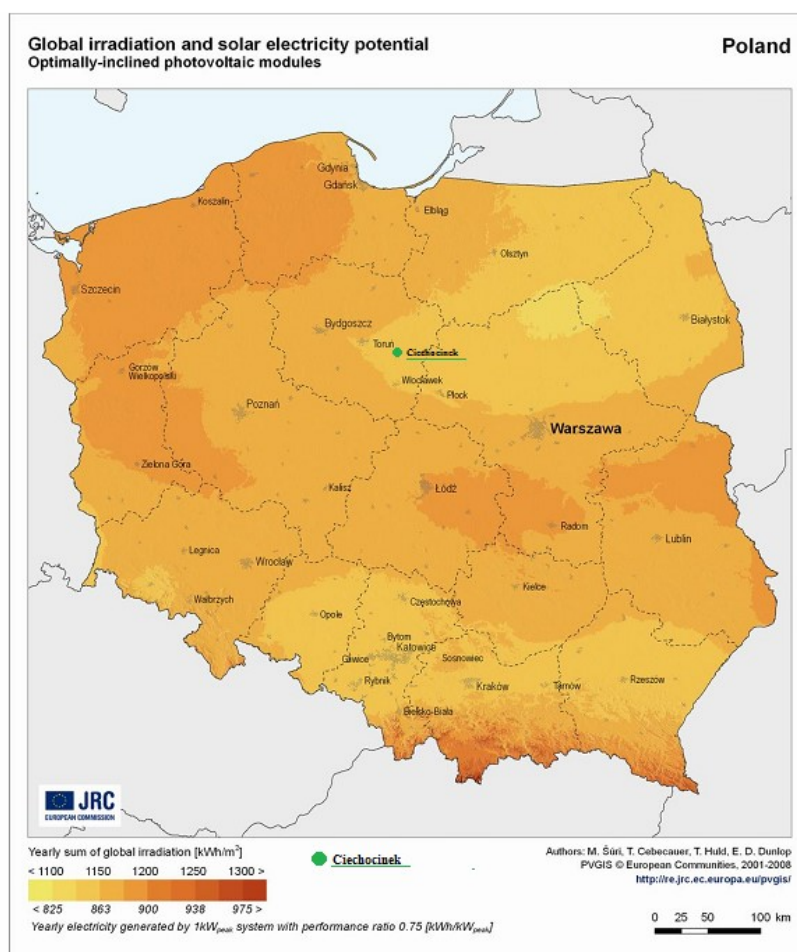 Global irradiation and solar electricity potential
Optimally-inclined photovoltaic modules
Poland
Gdynia
Gdańsk
Koszalin
Elbląg
Olsztyn
Szczecin
Białystok
Bydgoszcz
Toruń
Ciechocinek
Gorzów
Wielkopolski
Włocławek
Płock
Poznań
Warszawa
Zielona Góra
Kalisz
Łódź
Radom
Lublin
Legnica
Wrocław
Kielce
Wałbrzych
Częstochowa
Opole
Bytom
Katowice
Gliwice
Sosnowiec
Rybnik
Kraków
Tarnów
Rzeszów
Bielsko-Biała
JRC
EUROPEAN COMMISSION
Yearly sum of global irradiation [kWh/m²]
< 1100 1150 1200 1250 1300 >
< 825 863 900 938 975 >
Yearly electricity generated by 1kWpeak system with performance ratio 0.75 [kWh/kWpeak]
Ciechocinek
Authors: M. Šúri, T. Cebecauer, T. Huld, E. D. Dunlop
PVGIS © European Communities, 2001-2008
http://re.jrc.ec.europa.eu/pvgis/
0 25 50 100 km